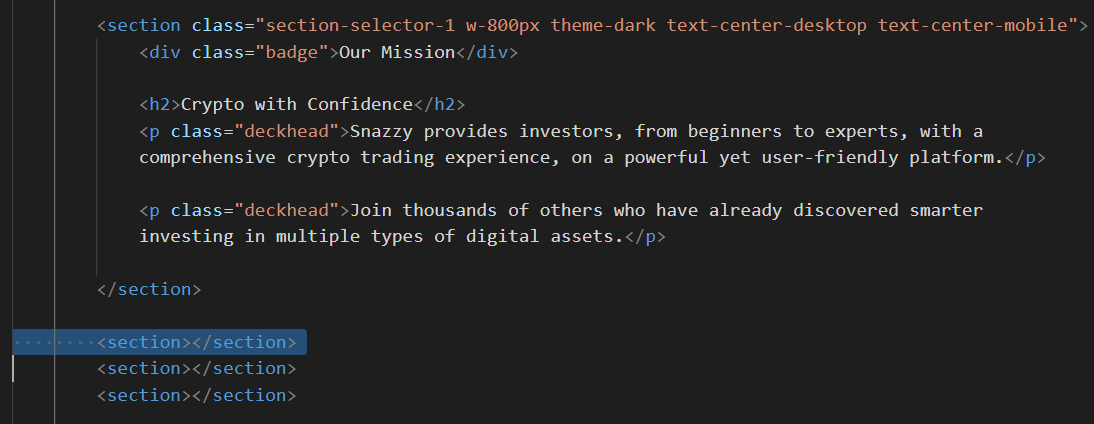 <section class="section-selector-1 w-800px theme-dark text-center-desktop text-center-mobile">
<div class="badge">Our Mission</div>
<h2>Crypto with Confidence</h2>
<p class="deckhead">Snazzy provides investors, from beginners to experts, with a
comprehensive crypto trading experience, on a powerful yet user-friendly platform.</p>
<p class="deckhead">Join thousands of others who have already discovered smarter
investing in multiple types of digital assets.</p>
</section>
<section></section>
<section></section>
<section></section>